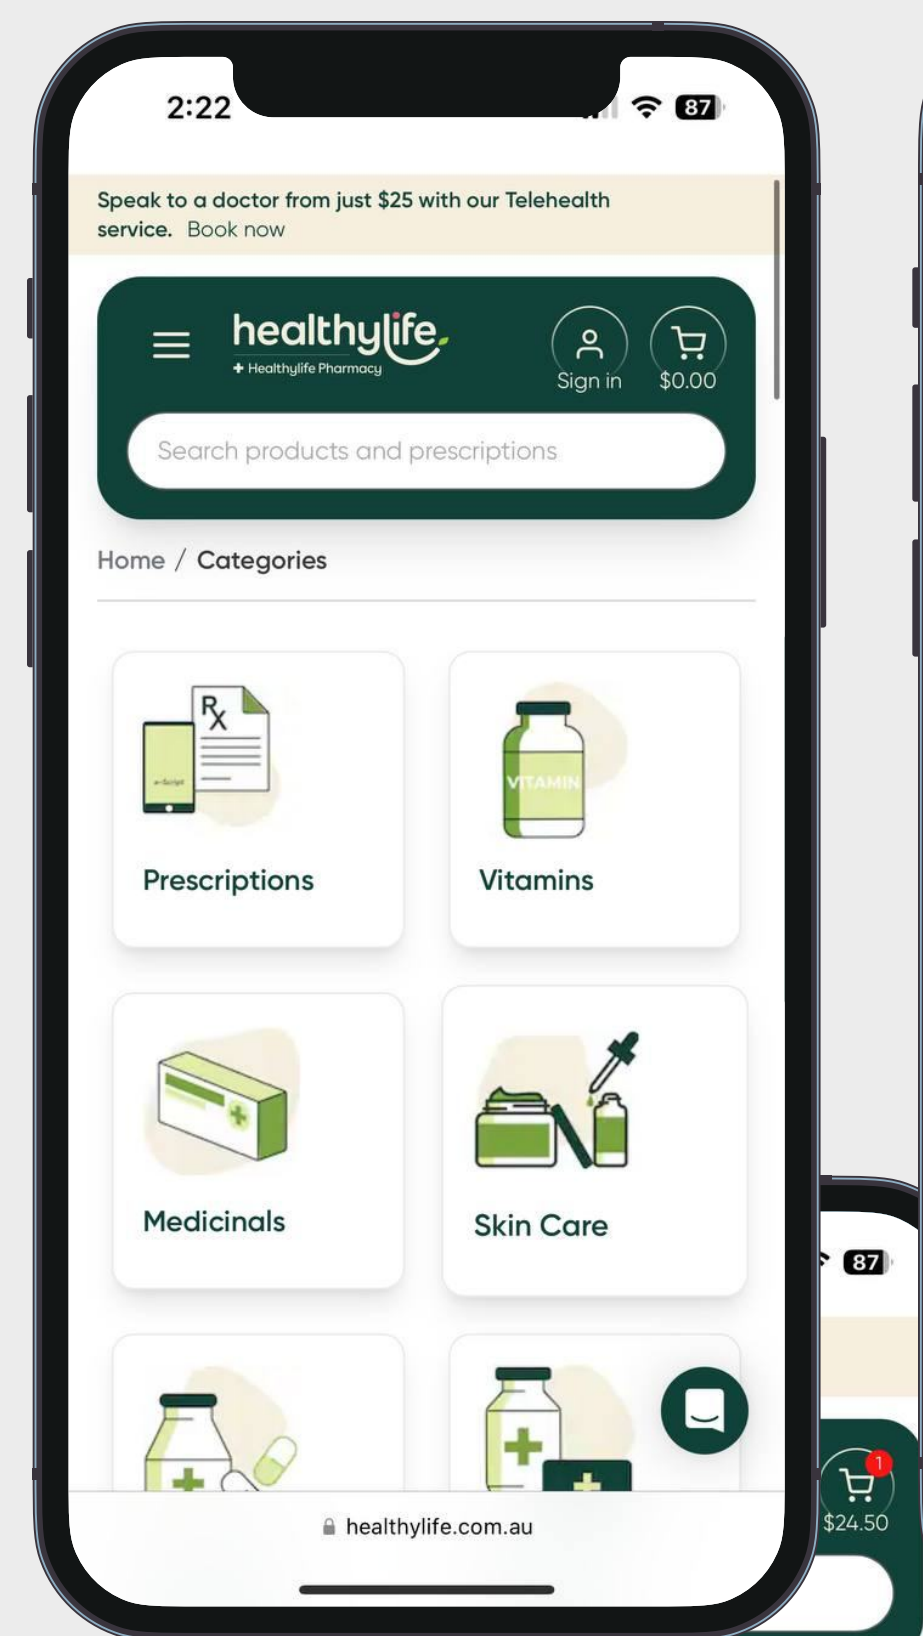 2:22
87
Speak to a doctor from just $25 with our Telehealth
service. Book now
healthylife
+ Healthylife Pharmacy
Sign in
$0.00
Search products and prescriptions
Home / Categories
Rx
e-Script
VITAMIN
Prescriptions
Vitamins
Medicinals
Skin Care
healthylife.com.au
87
1
$24.50